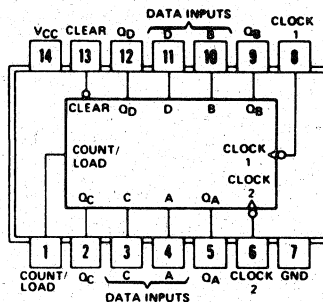 DATA INPUTS
VCC CLEAR QD D B QB CLOCK 1
14 13 12 11 10 9 8
CLEAR QD D B QB
COUNT/
LOAD
CLOCK
1
CLOCK
2
QC C A QA
1 2 3 4 5 6 7
COUNT/
LOAD
QC C A QA CLOCK 2 GND
DATA INPUTS